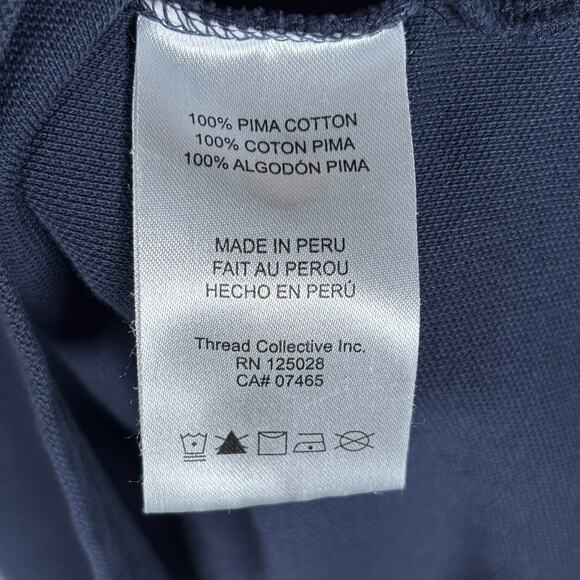 100% PIMA COTTON
100% COTON PIMA
100% ALGODÓN PIMA
MADE IN PERU
FAIT AU PEROU
HECHO EN PERÚ
Thread Collective Inc.
RN 125028
CA# 07465